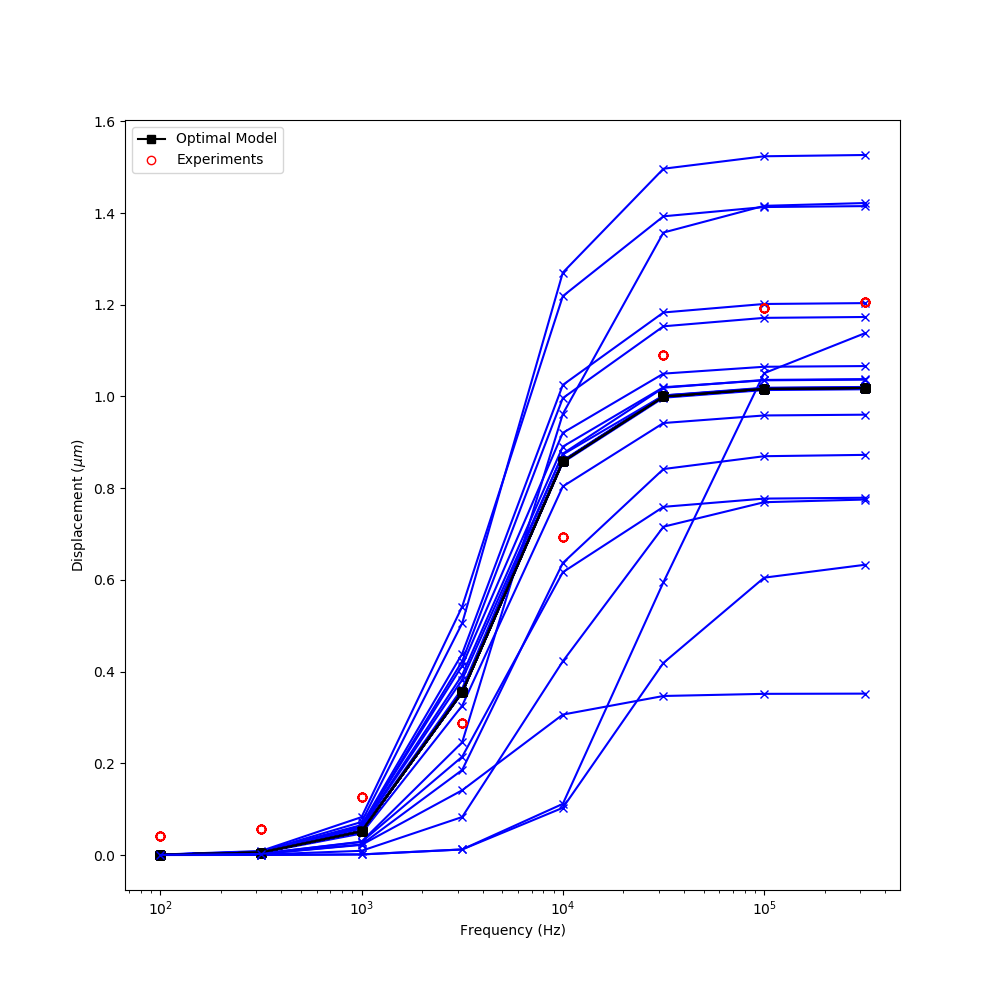 1.6
1.4
1.2
1.0
0.8
0.6
0.4
0.2
0.0
Displacement (μm)
Optimal Model
Experiments
10² 10³ 10⁴ 10⁵
Frequency (Hz)